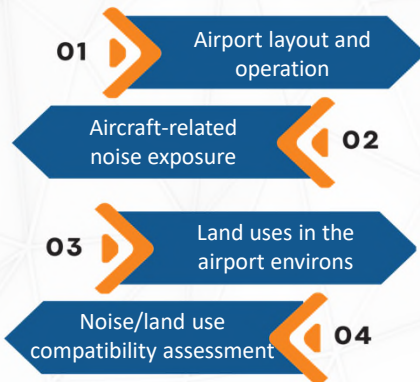 01
Airport layout and
operation
Aircraft-related
noise exposure
02
03
Land uses in the
airport environs
Noise/land use
compatibility assessment
04